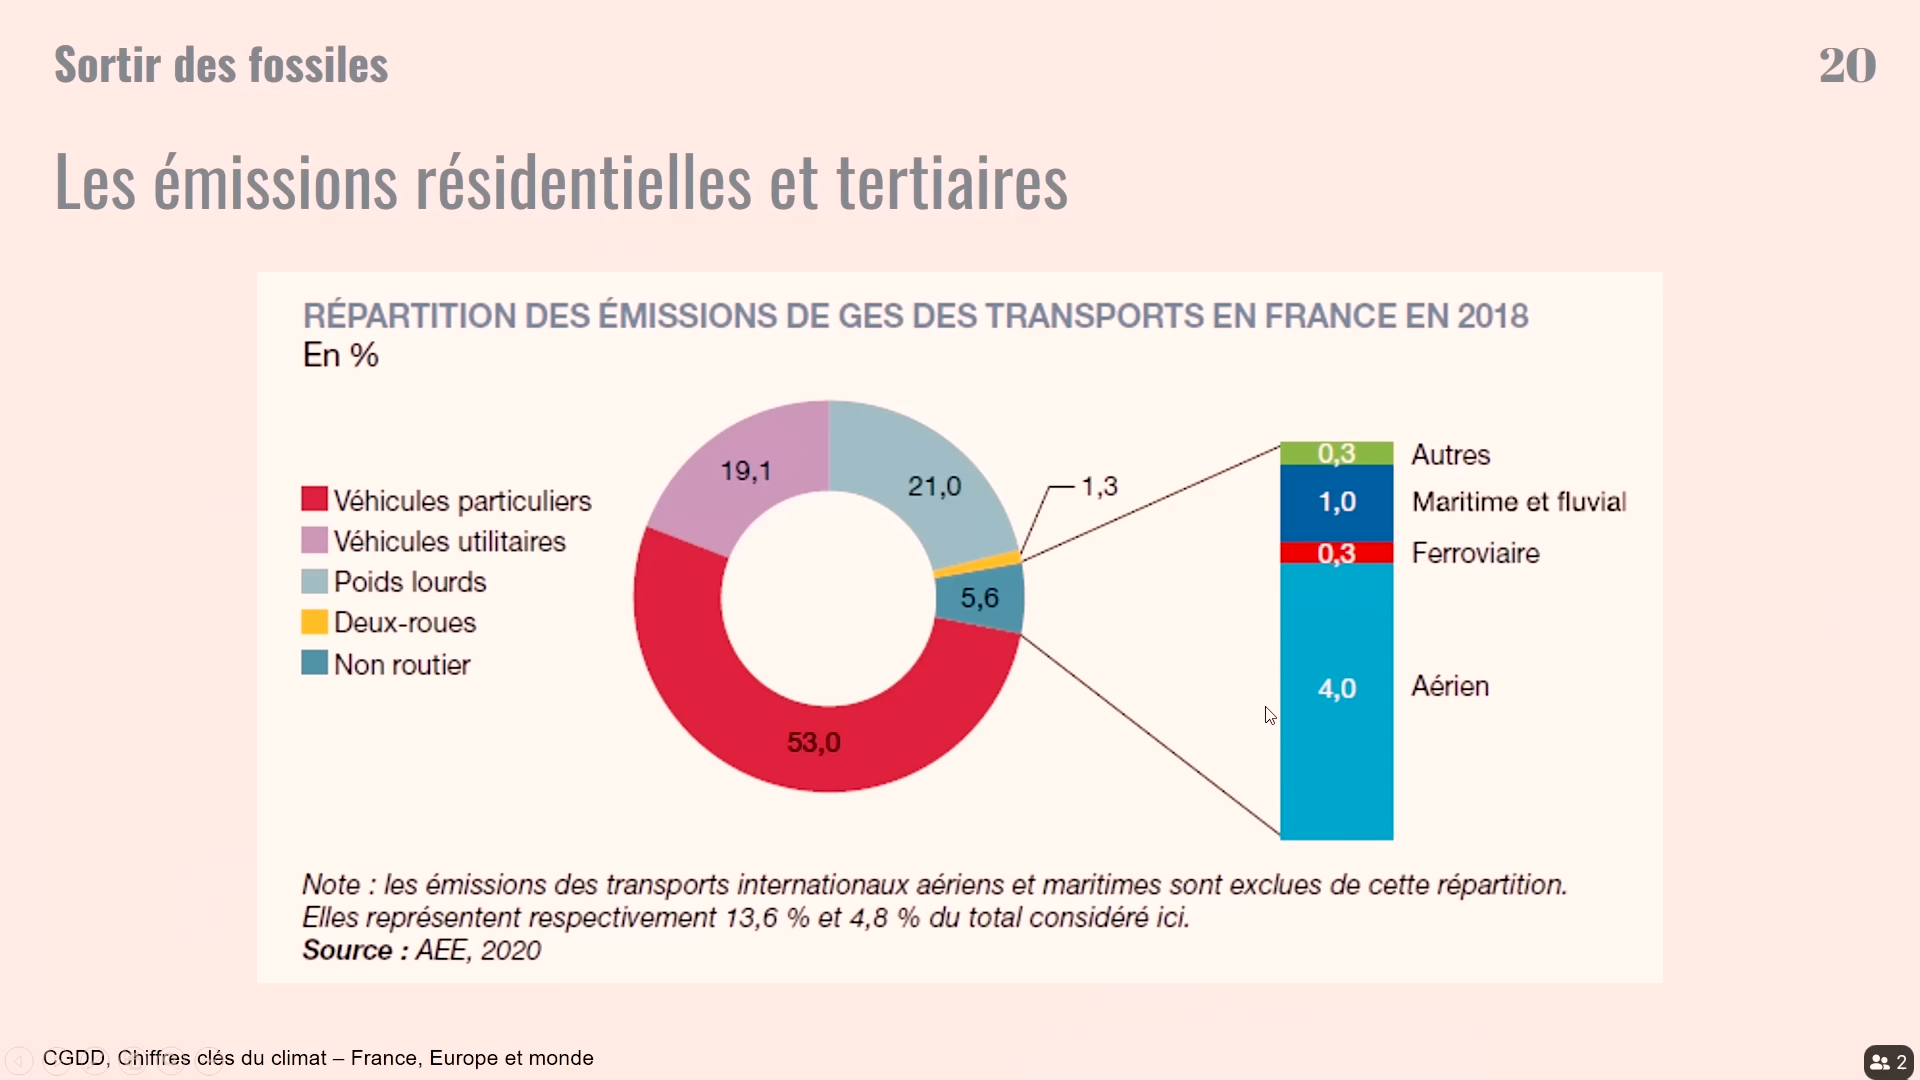 Sortir des fossiles
20
Les émissions résidentielles et tertiaires
RÉPARTITION DES ÉMISSIONS DE GES DES TRANSPORTS EN FRANCE EN 2018
En %
Véhicules particuliers
Véhicules utilitaires
Poids lourds
Deux-roues
Non routier
19,1
21,0
1,3
5,6
53,0
0,3 Autres
1,0 Maritime et fluvial
0,3 Ferroviaire
4,0 Aérien
Note : les émissions des transports internationaux aériens et maritimes sont exclues de cette répartition.
Elles représentent respectivement 13,6 % et 4,8 % du total considéré ici.
Source : AEE, 2020
CGDD, Chiffres clés du climat – France, Europe et monde
2